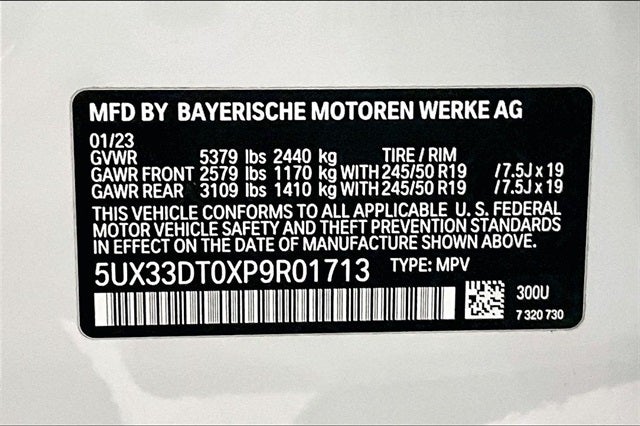 MFD BY BAYERISCHE MOTOREN WERKE AG
01/23
GVWR 5379 lbs 2440 kg TIRE / RIM
GAWR FRONT 2579 lbs 1170 kg WITH 245/50 R19 /7.5J x 19
GAWR REAR 3109 lbs 1410 kg WITH 245/50 R19 /7.5J x 19
THIS VEHICLE CONFORMS TO ALL APPLICABLE U. S. FEDERAL
MOTOR VEHICLE SAFETY AND THEFT PREVENTION STANDARDS
IN EFFECT ON THE DATE OF MANUFACTURE SHOWN ABOVE.
5UX33DT0XP9R01713 TYPE: MPV
300U
7 320 730